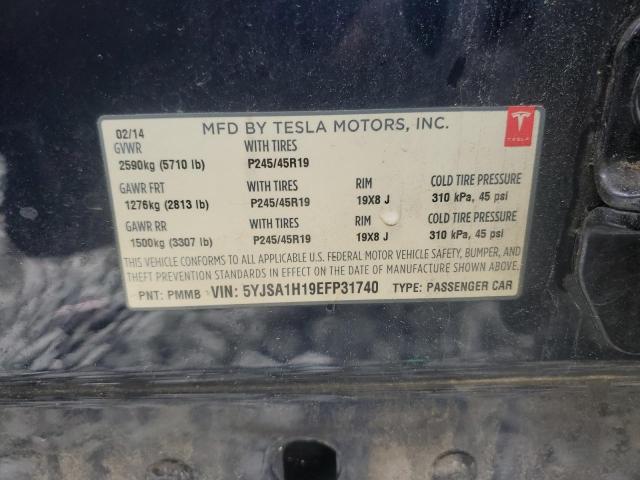 02/14 MFD BY TESLA MOTORS, INC.
TESLA
GVWR WITH TIRES
2590kg (5710 lb) P245/45R19
GAWR FRT WITH TIRES RIM COLD TIRE PRESSURE
1276kg (2813 lb) P245/45R19 19X8 J 310 kPa, 45 psi
GAWR RR WITH TIRES RIM COLD TIRE PRESSURE
1500kg (3307 lb) P245/45R19 19X8 J 310 kPa, 45 psi
THIS VEHICLE CONFORMS TO ALL APPLICABLE U.S. FEDERAL MOTOR VEHICLE SAFETY, BUMPER, AND
THEFT PREVENTION STANDARDS IN EFFECT ON THE DATE OF MANUFACTURE SHOWN ABOVE.
PNT: PMMB VIN: 5YJSA1H19EFP31740 TYPE: PASSENGER CAR